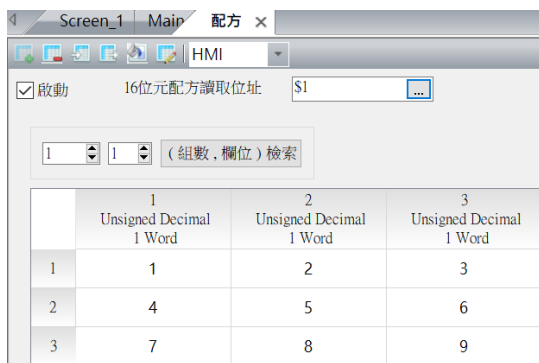 Screen_1 Main 配方
HMI
啟動 16位元配方讀取位址 $1 ...
1 1 (組數,欄位)檢索
1 2 3
Unsigned Decimal Unsigned Decimal Unsigned Decimal
1 Word 1 Word 1 Word
1 1 2 3
2 4 5 6
3 7 8 9